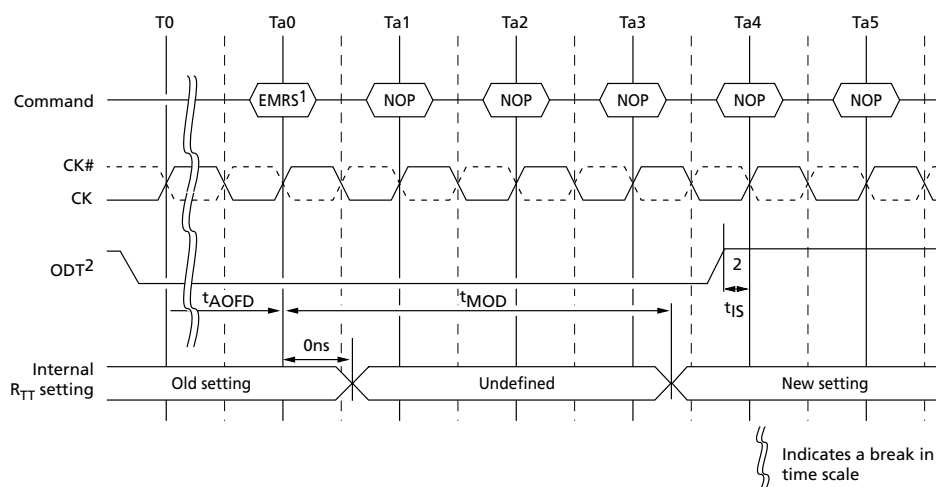 T0 Ta0 Ta1 Ta2 Ta3 Ta4 Ta5
Command EMRS1 NOP NOP NOP NOP NOP
CK#
CK
ODT2 2
tAOFD tMOD tIS
0ns
Internal
RTT setting Old setting Undefined New setting
Indicates a break in
time scale